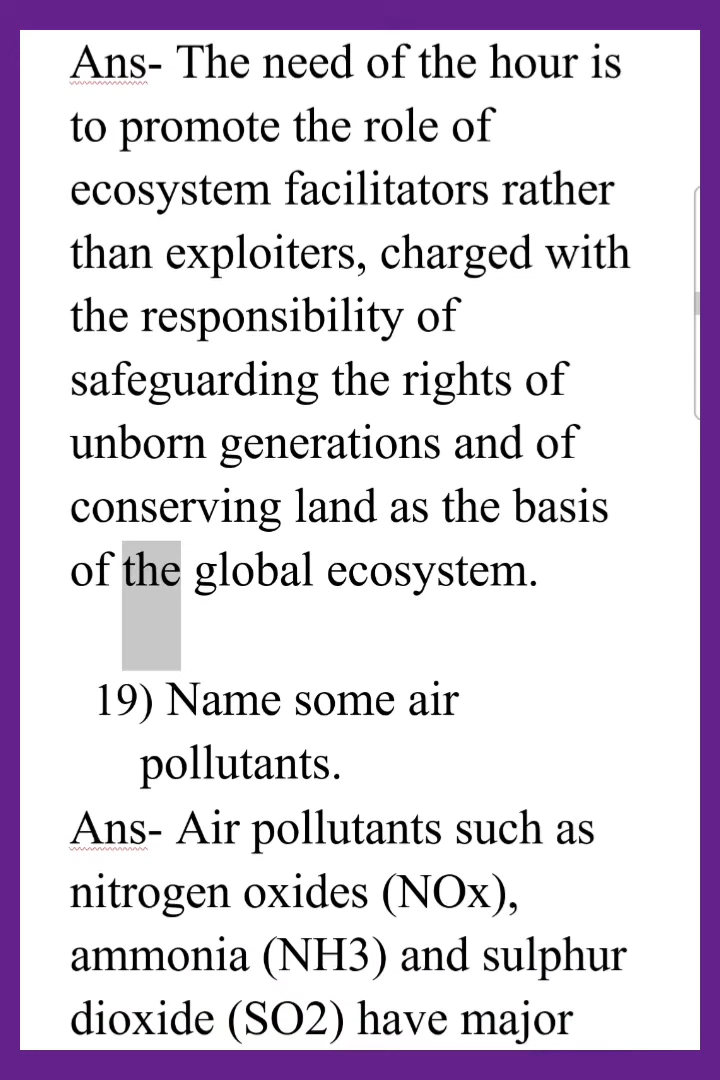 Ans- The need of the hour is
to promote the role of
ecosystem facilitators rather
than exploiters, charged with
the responsibility of
safeguarding the rights of
unborn generations and of
conserving land as the basis
of the global ecosystem.
19) Name some air
pollutants.
Ans- Air pollutants such as
nitrogen oxides (NOx),
ammonia (NH3) and sulphur
dioxide (SO2) have major